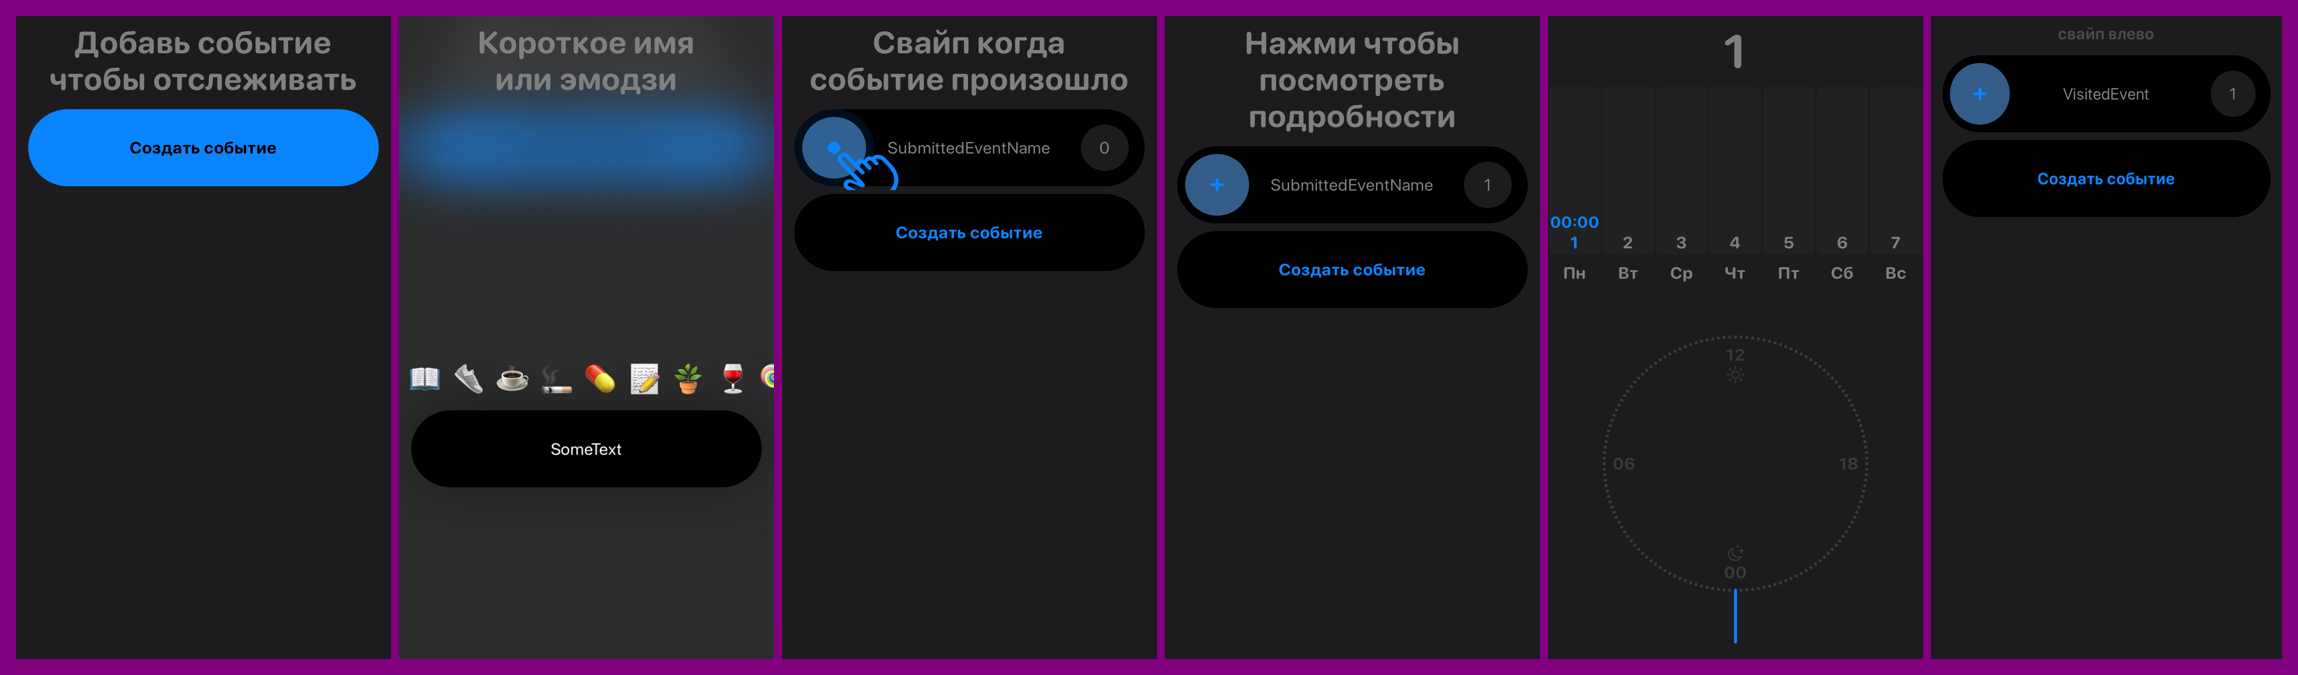 Добавь событие
чтобы отслеживать
Создать событие
Короткое имя
или эмодзи
SomeText
Свайп когда
событие произошло
SubmittedEventName 0
Создать событие
Нажми чтобы
посмотреть
подробности
+ SubmittedEventName 1
Создать событие
1
00:00
1 2 3 4 5 6 7
Пн Вт Ср Чт Пт Сб Вс
12
06 18
00
свайп влево
+ VisitedEvent 1
Создать событие